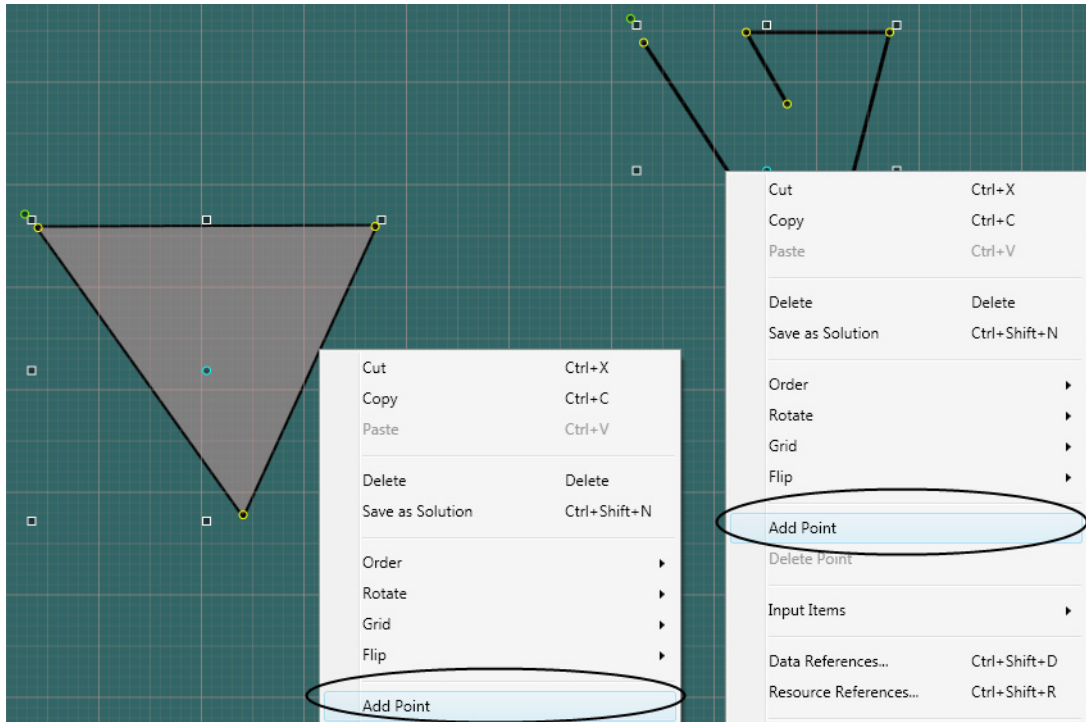 Cut Ctrl+X
Copy Ctrl+C
Paste Ctrl+V
Delete Delete
Save as Solution Ctrl+Shift+N
Order
Rotate
Grid
Flip
Add Point
Cut Ctrl+X
Copy Ctrl+C
Paste Ctrl+V
Delete Delete
Save as Solution Ctrl+Shift+N
Order
Rotate
Grid
Flip
Add Point
Delete Point
Input Items
Data References... Ctrl+Shift+D
Resource References... Ctrl+Shift+R